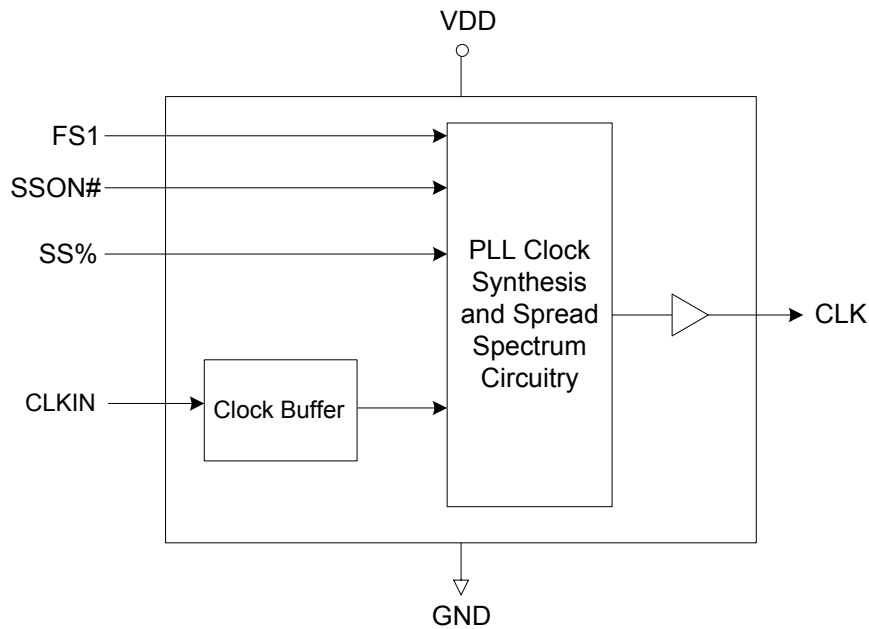 VDD
FS1
SSON#
SS%
PLL Clock
Synthesis
and Spread
Spectrum
Circuitry
CLK
CLKIN
Clock Buffer
GND